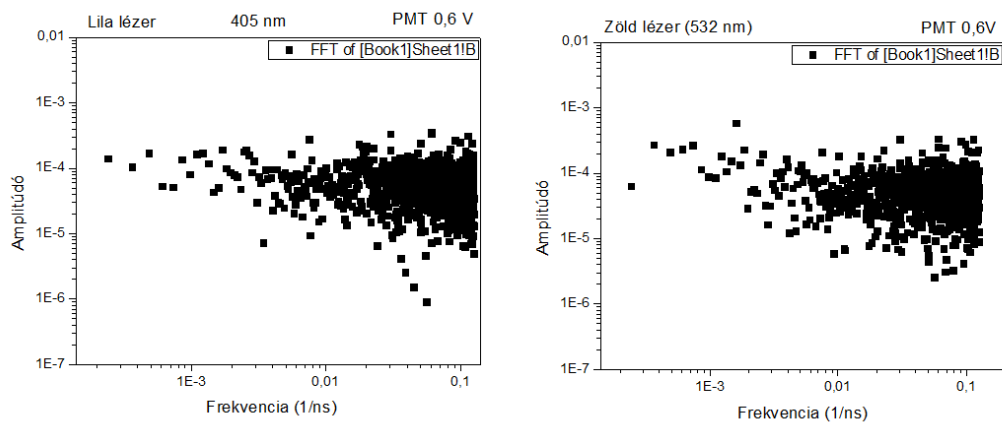 Lila lézer 405 nm PMT 0,6 V
0,01
FFT of [Book1]Sheet1!B
1E-3
1E-4
1E-5
1E-6
1E-7
Amplítúdó
1E-3 0,01 0,1
Frekvencia (1/ns)
Zöld lézer (532 nm) PMT 0,6V
0,01
FFT of [Book1]Sheet1!B
1E-3
1E-4
1E-5
1E-6
1E-7
Amplítúdó
1E-3 0,01 0,1
Frekvencia (1/ns)